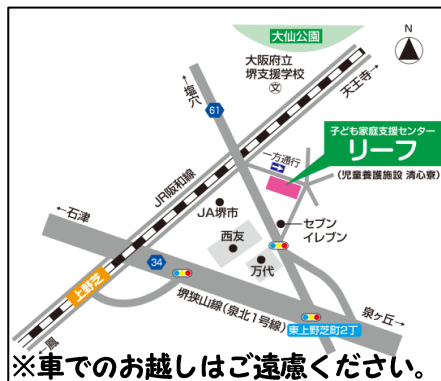 大仙公園
N
大阪府立
堺支援学校
文
天王寺→
←塩穴
61
子ども家庭支援センター
リーフ
(児童養護施設 清心寮)
一方通行
JR阪和線
JA堺市
セブン
イレブン
西友
万代
←石津
34
上野芝
堺狭山線(泉北1号線)
泉ヶ丘→
東上野芝町2丁
鳳
※車でのお越しはご遠慮ください。